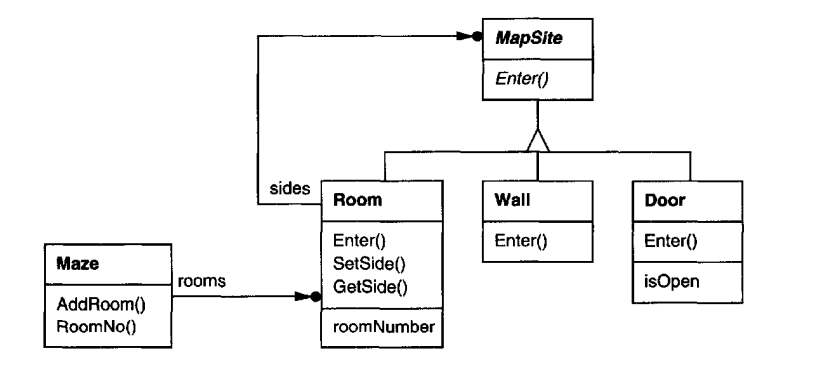 MapSite
Enter()
sides
Room
Enter()
SetSide()
GetSide()
roomNumber
Wall
Enter()
Door
Enter()
isOpen
Maze
AddRoom()
RoomNo()
rooms